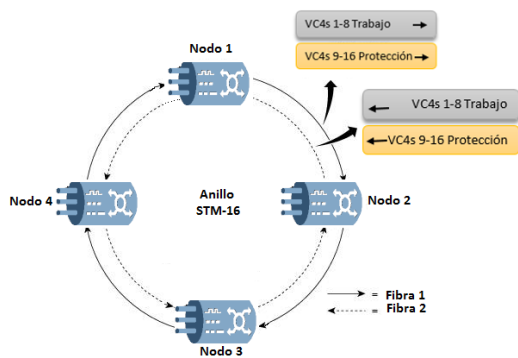 Nodo 1
VC4s 1-8 Trabajo
VC4s 9-16 Protección
VC4s 1-8 Trabajo
VC4s 9-16 Protección
Nodo 4
Anillo
STM-16
Nodo 2
= Fibra 1
= Fibra 2
Nodo 3